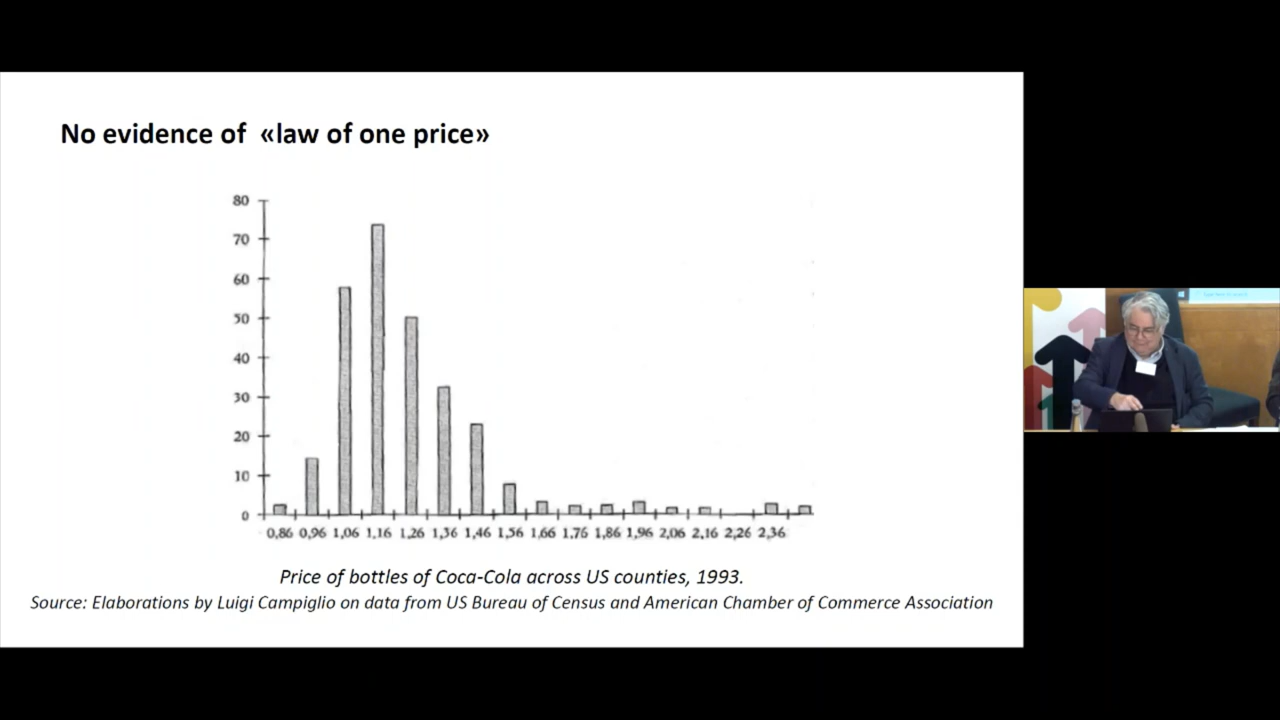 No evidence of «law of one price»
80
70
60
50
40
30
20
10
0
0,86 0,96 1,06 1,16 1,26 1,36 1,46 1,56 1,66 1,76 1,86 1,96 2,06 2,16 2,26 2,36
Price of bottles of Coca-Cola across US counties, 1993.
Source: Elaborations by Luigi Campiglio on data from US Bureau of Census and American Chamber of Commerce Association